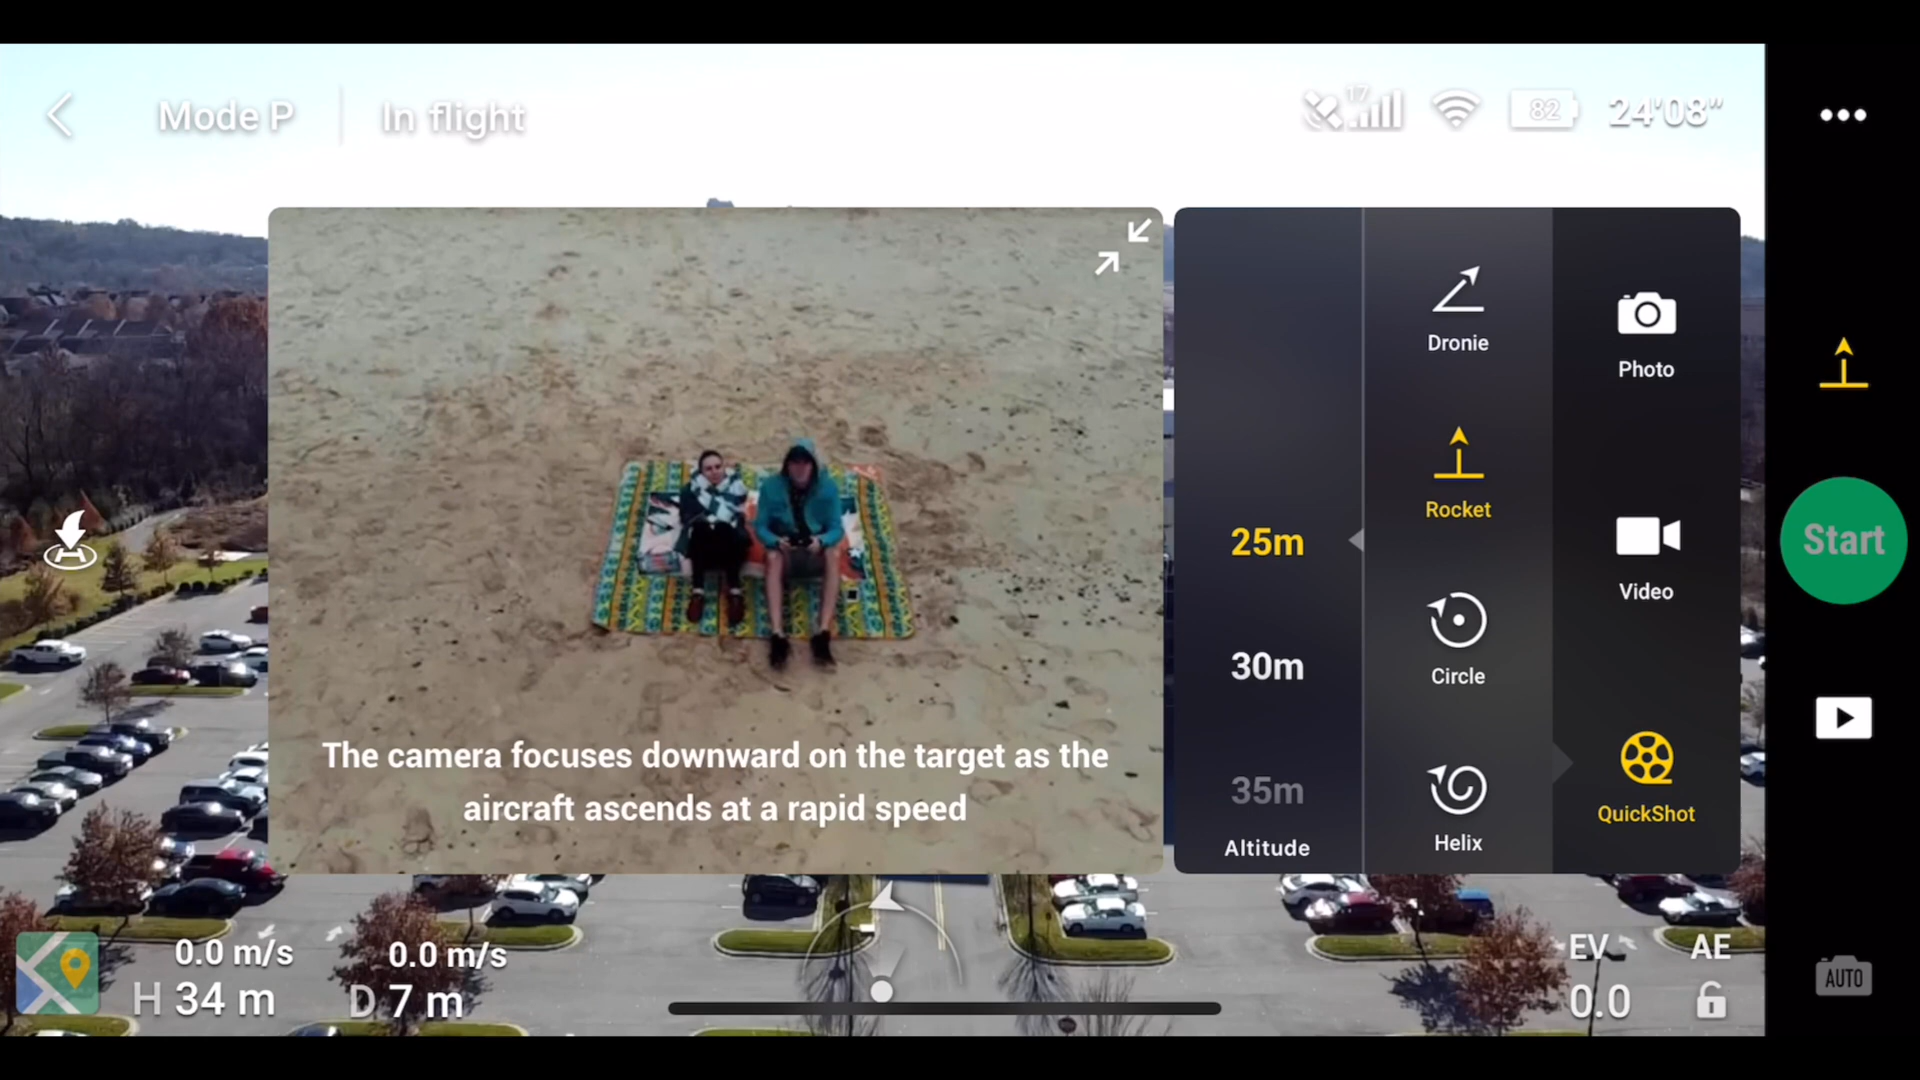 Mode P
In flight
17
82
24'08"
Dronie
Photo
Rocket
25m
Start
Video
30m
Circle
The camera focuses downward on the target as the
aircraft ascends at a rapid speed
35m
Altitude
Helix
QuickShot
0.0 m/s
0.0 m/s
H 34 m
D 7 m
EV
AE
0.0
AUTO